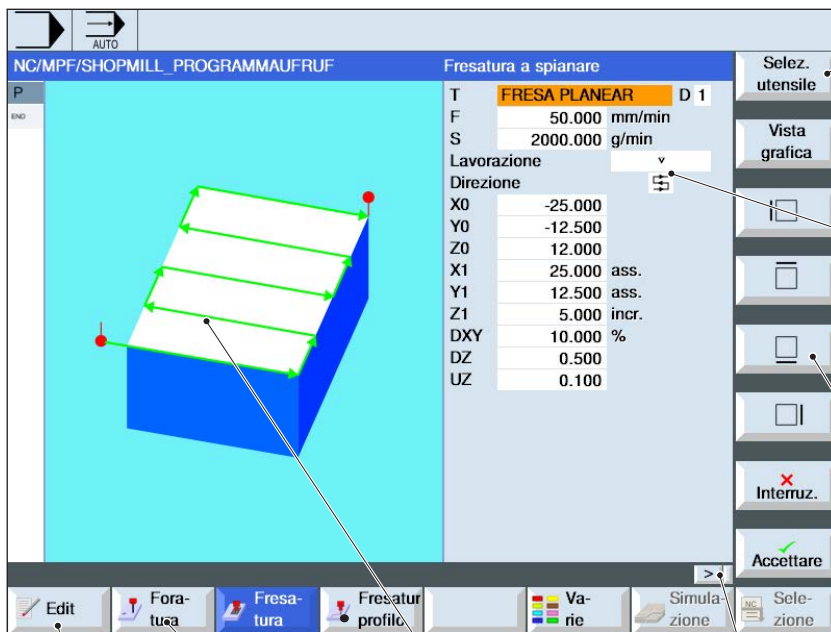 AUTO
NC/MPF/SHOPMILL_PROGRAMMAUFRUF
Fresatura a spianare
P
END
T FRESA PLANEAR D 1
F 50.000 mm/min
S 2000.000 g/min
Lavorazione v
Direzione
X0 -25.000
Y0 -12.500
Z0 12.000
X1 25.000 ass.
Y1 12.500 ass.
Z1 5.000 incr.
DXY 10.000 %
DZ 0.500
UZ 0.100
Selez.
utensile
Vista
grafica
Interruz.
Accettare
>
Edit
Fora-
tura
Fresa-
tura
Fresatur
profilo
Va-
rie
Simula-
zione
NC
Sele-
zione